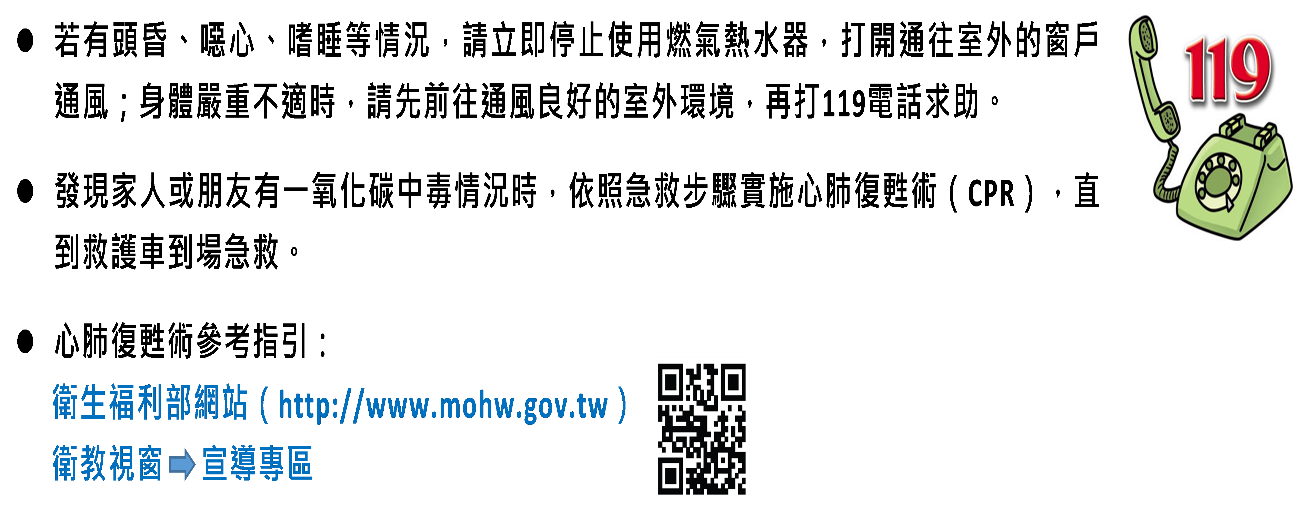 ● 若有頭昏、噁心、嗜睡等情況，請立即停止使用燃氣熱水器，打開通往室外的窗戶
通風；身體嚴重不適時，請先前往通風良好的室外環境，再打119電話求助。
119
● 發現家人或朋友有一氧化碳中毒情況時，依照急救步驟實施心肺復甦術（CPR），直
到救護車到場急救。
● 心肺復甦術參考指引：
衛生福利部網站（http://www.mohw.gov.tw）
衛教視窗➡宣導專區